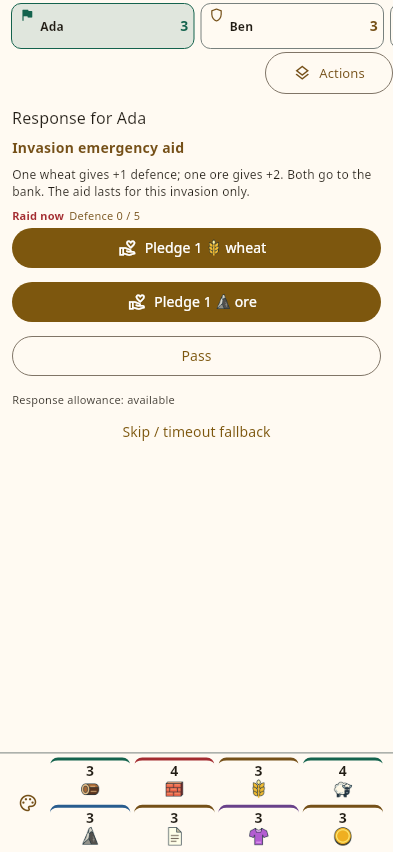 Ada 3 Ben 3
Actions
Response for Ada
Invasion emergency aid
One wheat gives +1 defence; one ore gives +2. Both go to the
bank. The aid lasts for this invasion only.
Raid now Defence 0 / 5
Pledge 1 wheat
Pledge 1 ore
Pass
Response allowance: available
Skip / timeout fallback
3 4 3 4
3 3 3 3